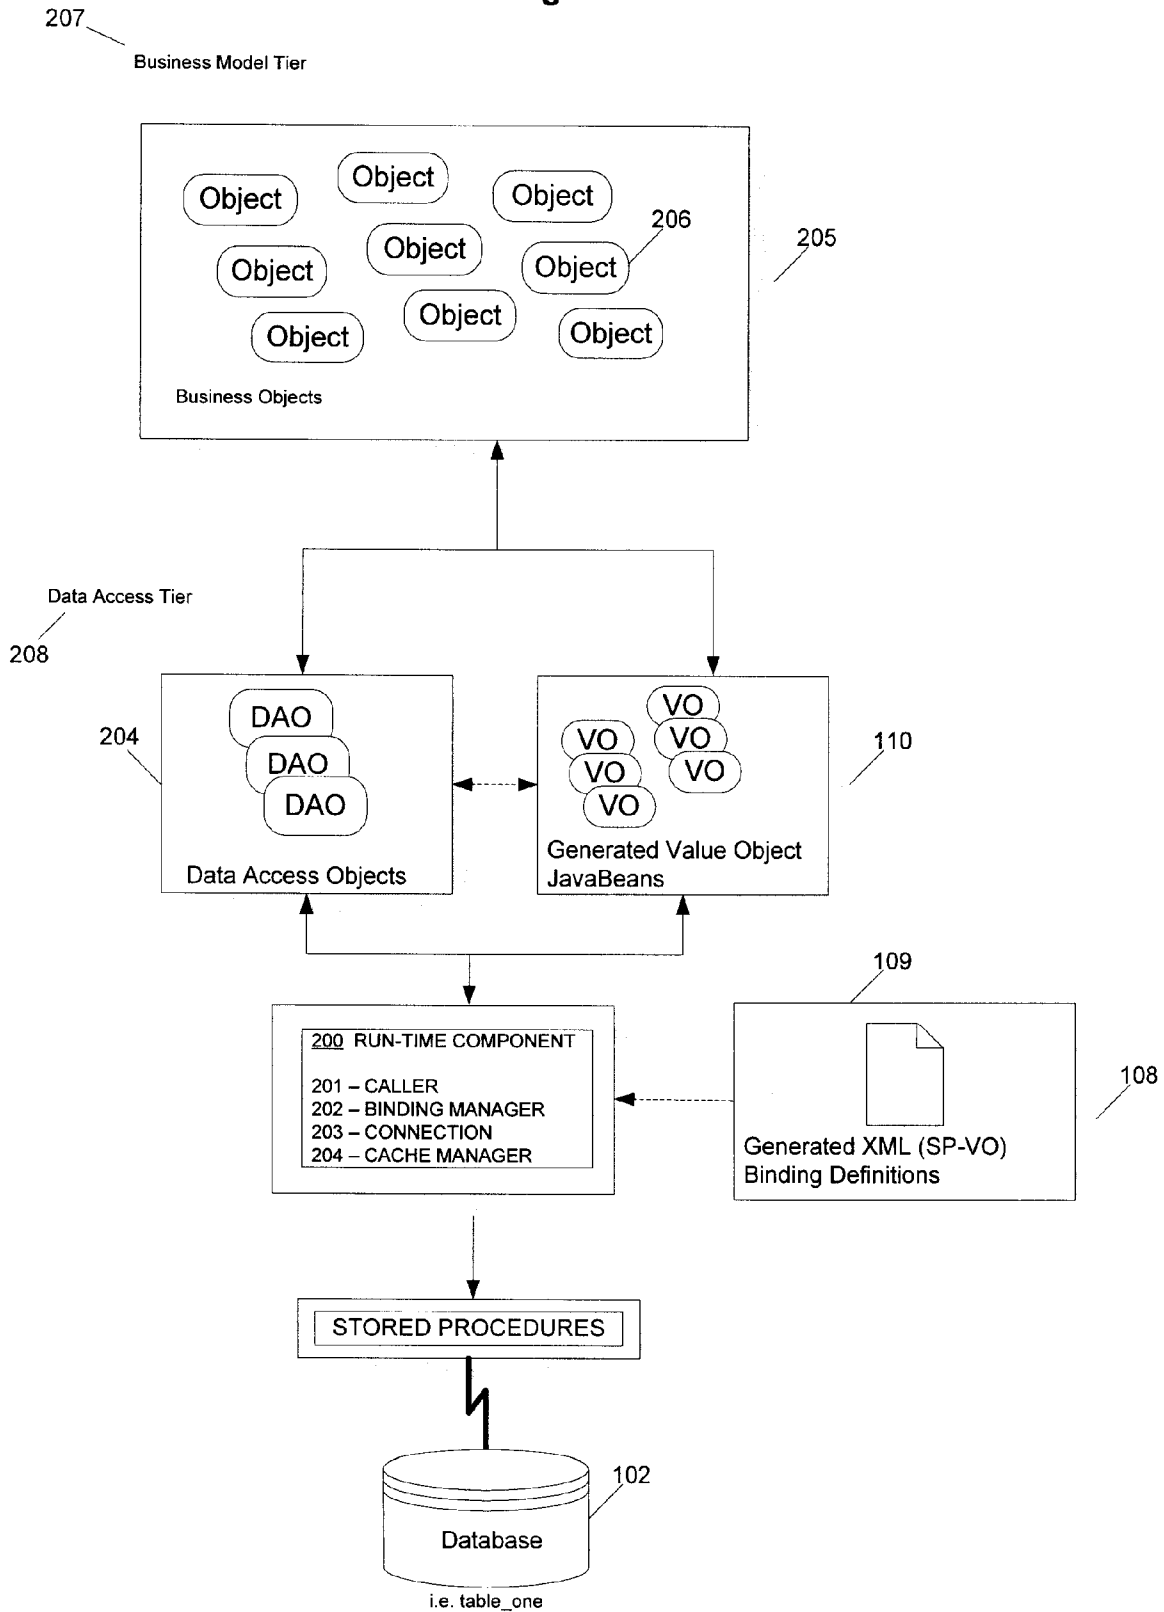 207
Business Model Tier
Object
Object
Object
206
205
Object
Object
Object
Object
Object
Object
Business Objects
Data Access Tier
208
204
DAO
DAO
DAO
Data Access Objects
VO
VO
VO
VO
VO
VO
110
Generated Value Object
JavaBeans
109
200 RUN-TIME COMPONENT
201 – CALLER
202 – BINDING MANAGER
203 – CONNECTION
204 – CACHE MANAGER
108
Generated XML (SP-VO)
Binding Definitions
STORED PROCEDURES
102
Database
i.e. table_one